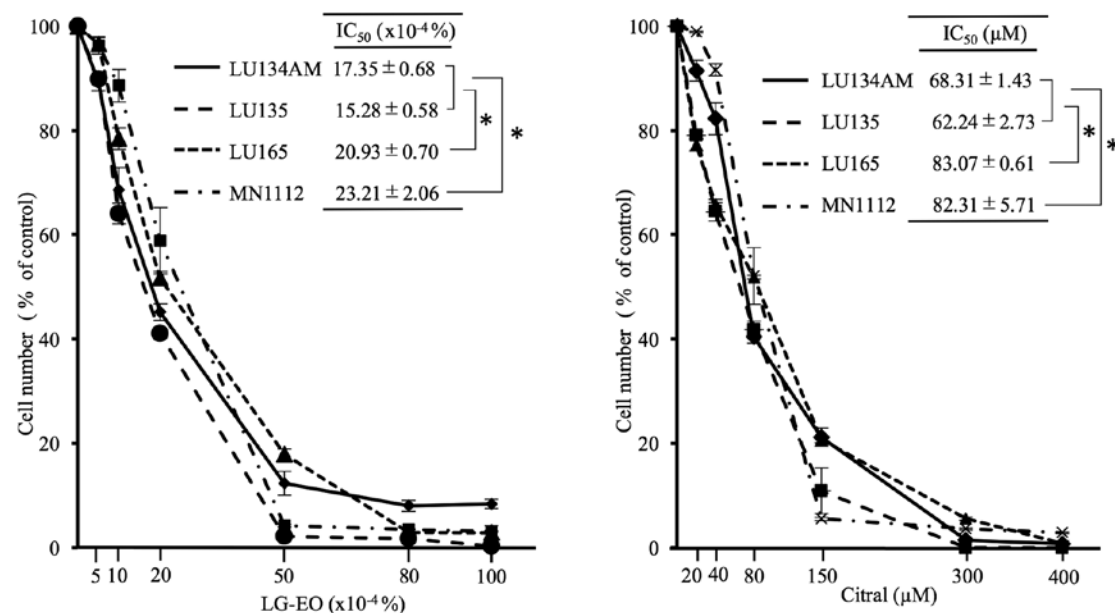 IC50 (x10-4 %)
LU134AM 17.35 ± 0.68
LU135 15.28 ± 0.58
LU165 20.93 ± 0.70
MN1112 23.21 ± 2.06
*
*
100
80
60
40
20
0
Cell number ( % of control)
5 10 20 50 80 100
LG-EO (x10-4 %)
IC50 (µM)
LU134AM 68.31 ± 1.43
LU135 62.24 ± 2.73
LU165 83.07 ± 0.61
MN1112 82.31 ± 5.71
*
*
100
80
60
40
20
0
Cell number ( % of control)
20 40 80 150 300 400
Citral (µM)